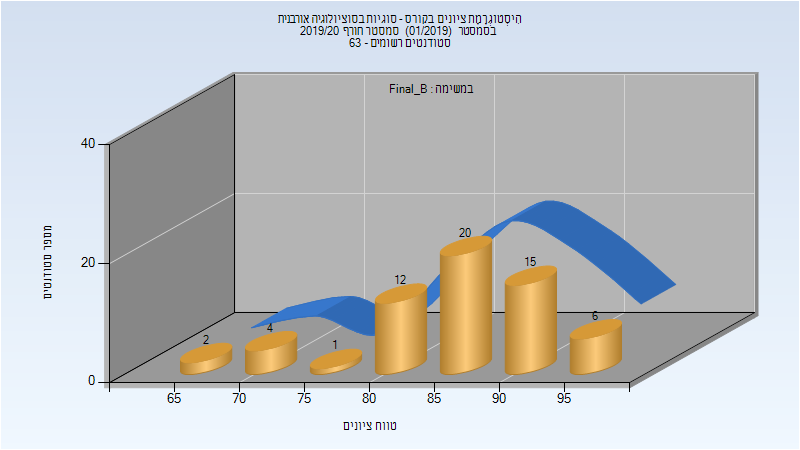 היסטוגרמת ציונים בקורס - סוגיות בסוציולוגיה אורבנית
בסמסטר (01/2019) סמסטר חורף 2019/20
סטודנטים רשומים - 63
במשימה : Final_B
מספר סטודנטים
40
20
0
2
4
1
12
20
15
6
65
70
75
80
85
90
95
טווח ציונים